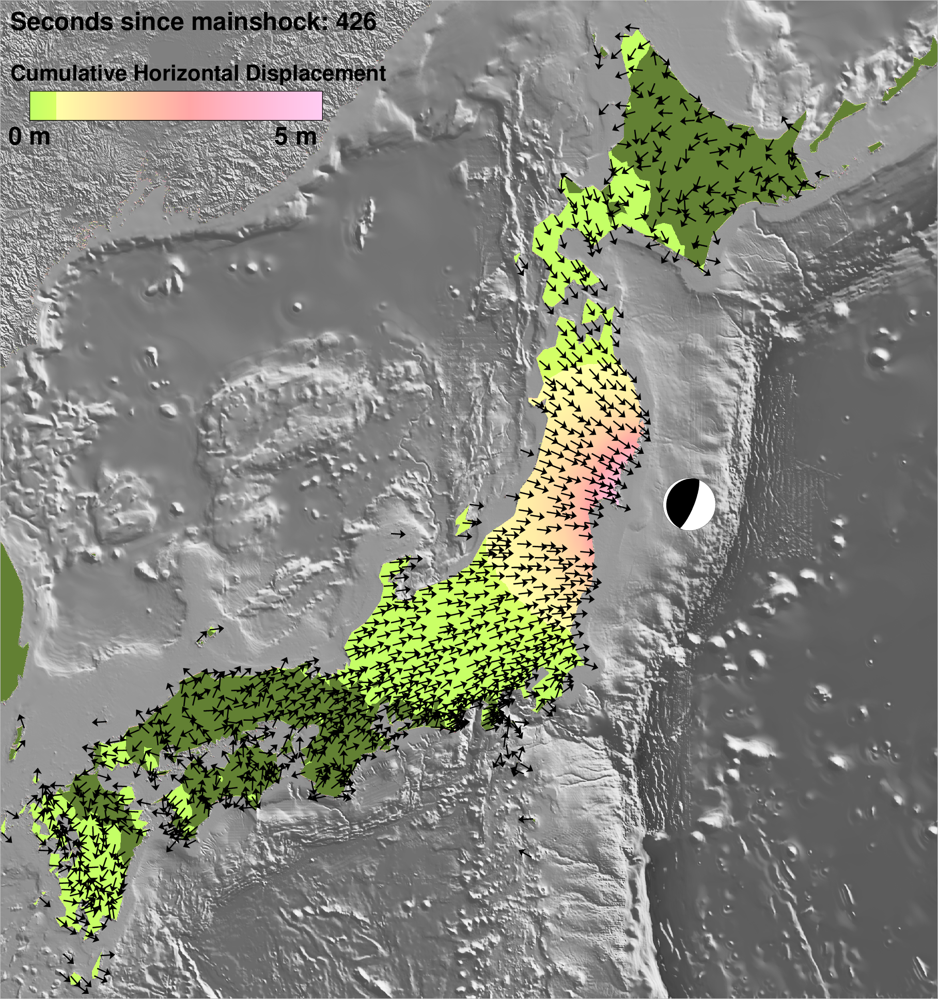 Seconds since mainshock: 426
Cumulative Horizontal Displacement
0 m 5 m